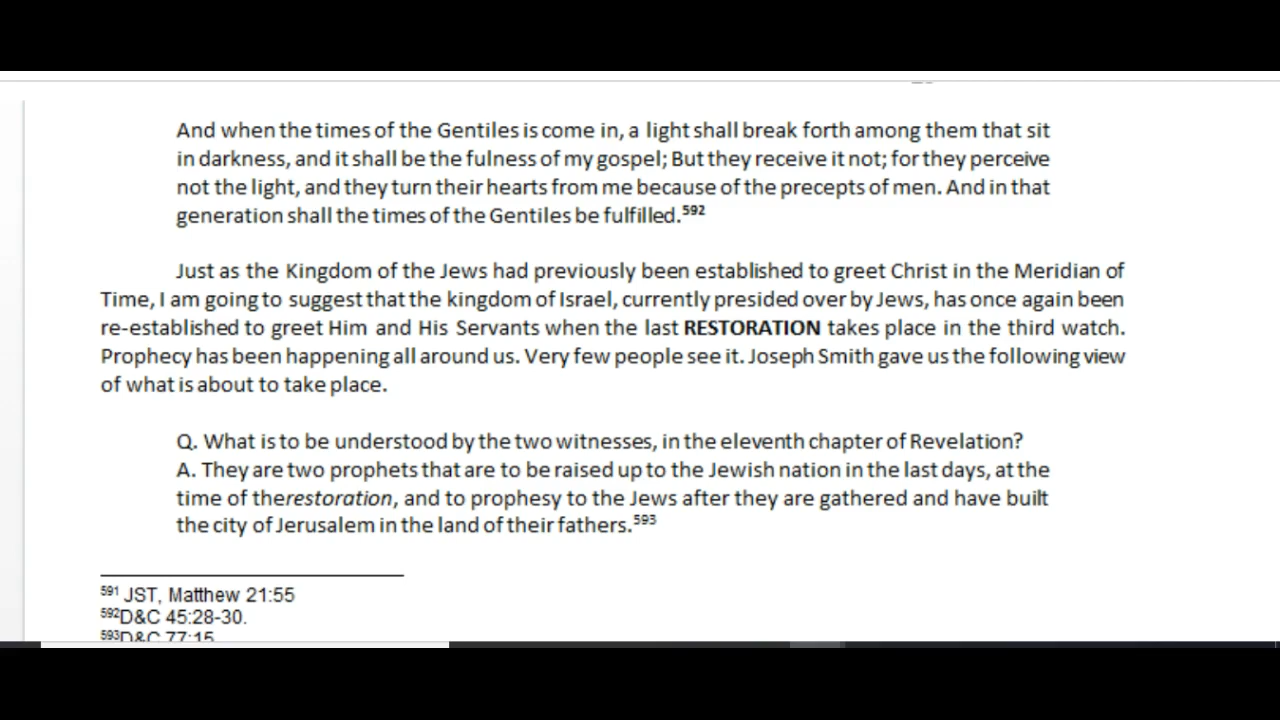 And when the times of the Gentiles is come in, a light shall break forth among them that sit
in darkness, and it shall be the fulness of my gospel; But they receive it not; for they perceive
not the light, and they turn their hearts from me because of the precepts of men. And in that
generation shall the times of the Gentiles be fulfilled.592
Just as the Kingdom of the Jews had previously been established to greet Christ in the Meridian of
Time, I am going to suggest that the kingdom of Israel, currently presided over by Jews, has once again been
re-established to greet Him and His Servants when the last RESTORATION takes place in the third watch.
Prophecy has been happening all around us. Very few people see it. Joseph Smith gave us the following view
of what is about to take place.
Q. What is to be understood by the two witnesses, in the eleventh chapter of Revelation?
A. They are two prophets that are to be raised up to the Jewish nation in the last days, at the
time of therestoration, and to prophesy to the Jews after they are gathered and have built
the city of Jerusalem in the land of their fathers.593
591 JST, Matthew 21:55
592D&C 45:28-30.
593D&C 77:15